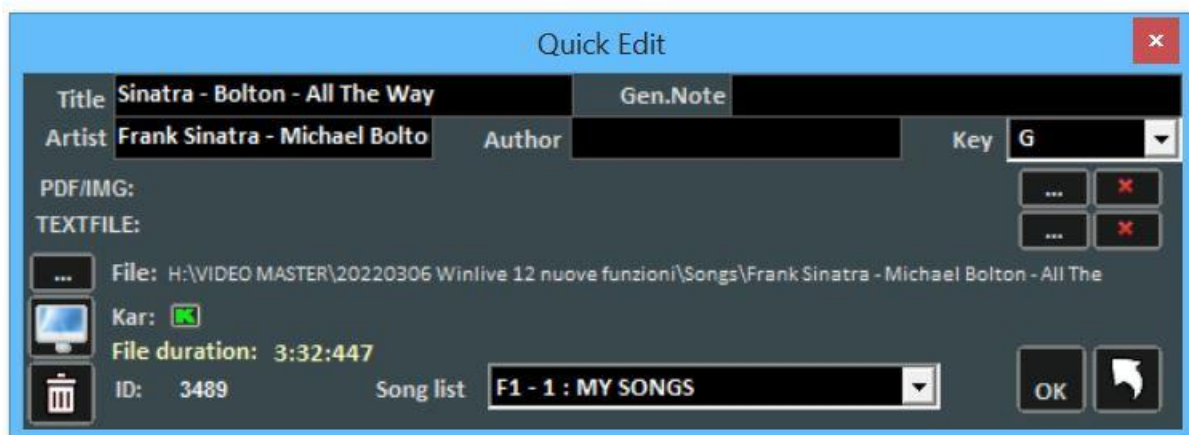 Quick Edit
Title Sinatra - Bolton - All The Way Gen.Note
Artist Frank Sinatra - Michael Bolto Author Key G
PDF/IMG: ...
TEXTFILE: ...
... File: H:\VIDEO MASTER\20220306 Winlive 12 nuove funzioni\Songs\Frank Sinatra - Michael Bolton - All The
Kar: K
File duration: 3:32:447
ID: 3489 Song list F1 - 1 : MY SONGS OK